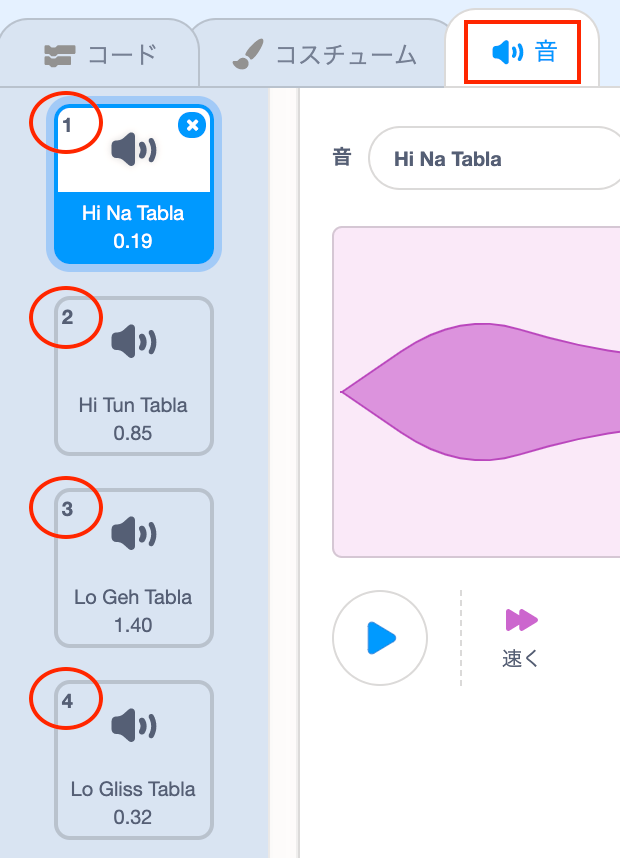 コード
コスチューム
音
1
Hi Na Tabla
0.19
2
Hi Tun Tabla
0.85
3
Lo Geh Tabla
1.40
4
Lo Gliss Tabla
0.32
音
Hi Na Tabla
速く